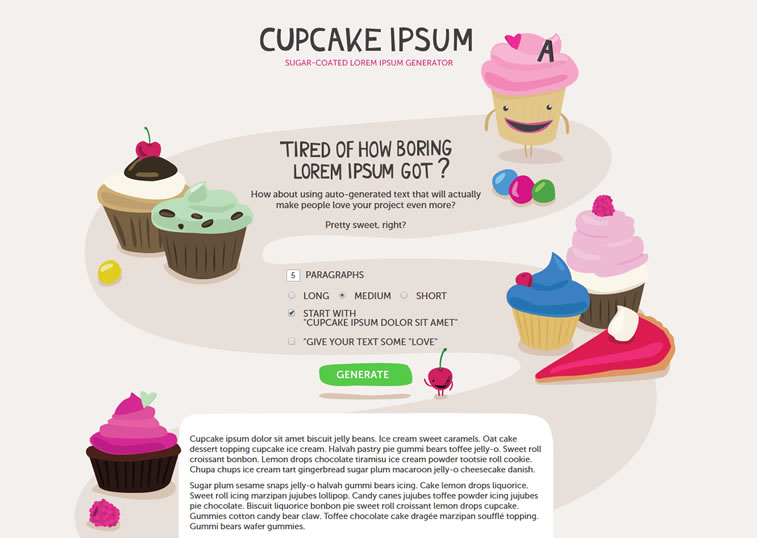 CUPCAKE IPSUM
SUGAR-COATED LOREM IPSUM GENERATOR
A
TIRED OF HOW BORING
LOREM IPSUM GOT ?
How about using auto-generated text that will actually
make people love your project even more?
Pretty sweet, right?
5 PARAGRAPHS
LONG MEDIUM SHORT
START WITH
"CUPCAKE IPSUM DOLOR SIT AMET"
"GIVE YOUR TEXT SOME "LOVE"
GENERATE
Cupcake ipsum dolor sit amet biscuit jelly beans. Ice cream sweet caramels. Oat cake
dessert topping cupcake ice cream. Halvah pastry pie gummi bears toffee jelly-o. Sweet roll
croissant bonbon. Lemon drops chocolate tiramisu ice cream powder tootsie roll cookie.
Chupa chups ice cream tart gingerbread sugar plum macaroon jelly-o cheesecake danish.
Sugar plum sesame snaps jelly-o halvah gummi bears icing. Cake lemon drops liquorice.
Sweet roll icing marzipan jujubes lollipop. Candy canes jujubes toffee powder icing jujubes
pie chocolate. Biscuit liquorice bonbon pie sweet roll croissant lemon drops cupcake.
Gummies cotton candy bear claw. Toffee chocolate cake dragée marzipan soufflé topping.
Gummi bears wafer gummies.